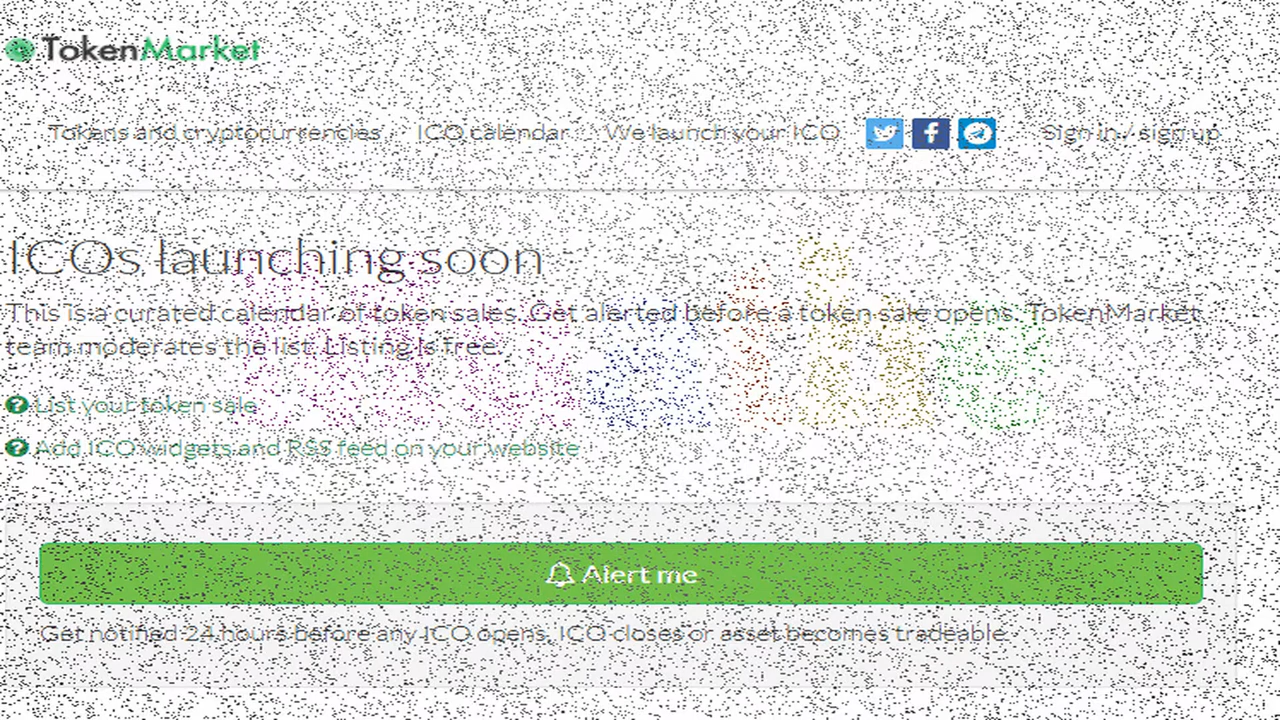 TokenMarket
Tokens and cryptocurrencies ICO calendar We launch your ICO Sign in / sign up
ICOs launching soon
This is a curated calendar of token sales. Get alerted before a token sale opens. TokenMarket
team moderates the list. Listing is free.
List your token sale
Add ICO widgets and RSS feed on your website
Alert me
Get notified 24 hours before any ICO opens, ICO closes or asset becomes tradeable